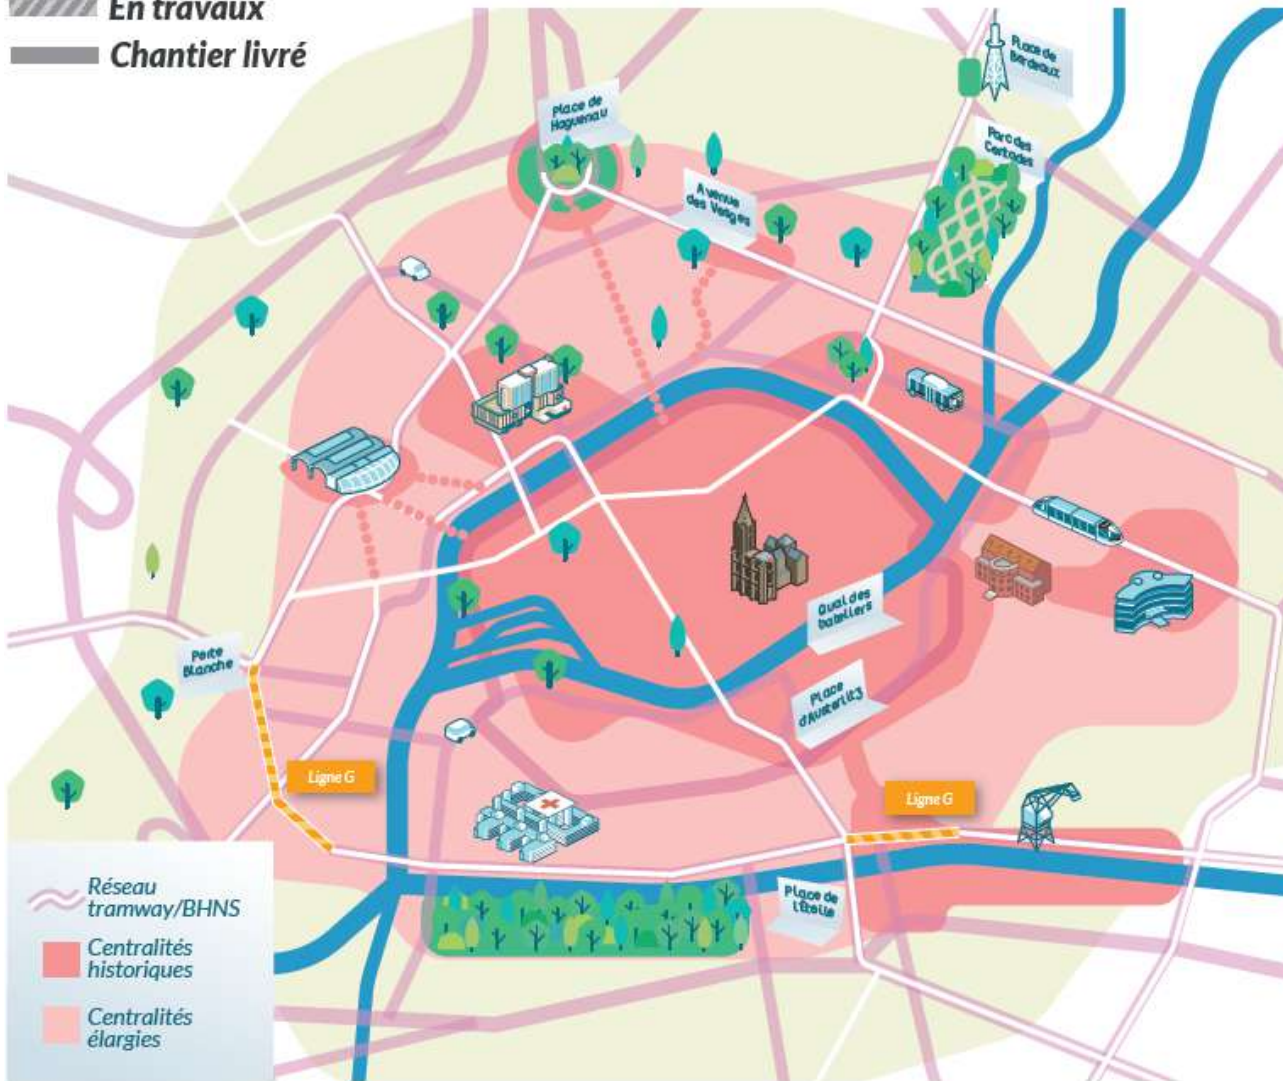 En travaux
Chantier livré
Place de
Bordeaux
Place de
Haguenau
Parc des
Contades
Avenue
des Vosges
Quai des
bateliers
Porte
Blanche
Place
d'Austerlitz
Ligne G
Ligne G
Place de
l'Étoile
Réseau
tramway/BHNS
Centralités
historiques
Centralités
élargies